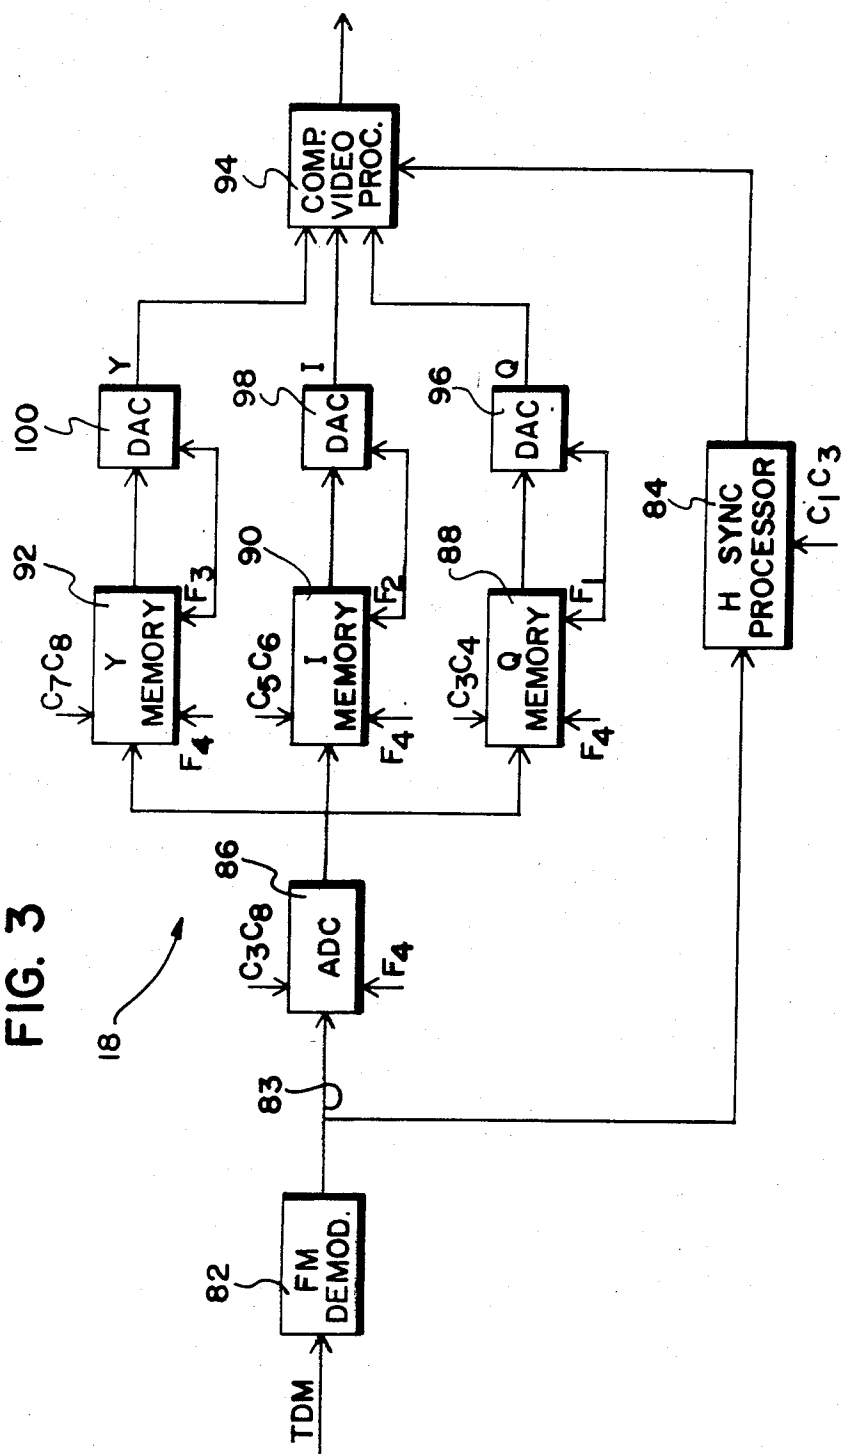 FIG. 3
18
TDM
82
FM
DEMOD.
83
C3C8
86
ADC
F4
C7C8
92
Y
MEMORY
F4
F3
100
DAC
Y
C5C6
90
I
MEMORY
F4
F2
98
DAC
I
C3C4
88
Q
MEMORY
F4
F1
96
DAC
Q
94
COMP.
VIDEO
PROC.
84
H SYNC
PROCESSOR
C1C3